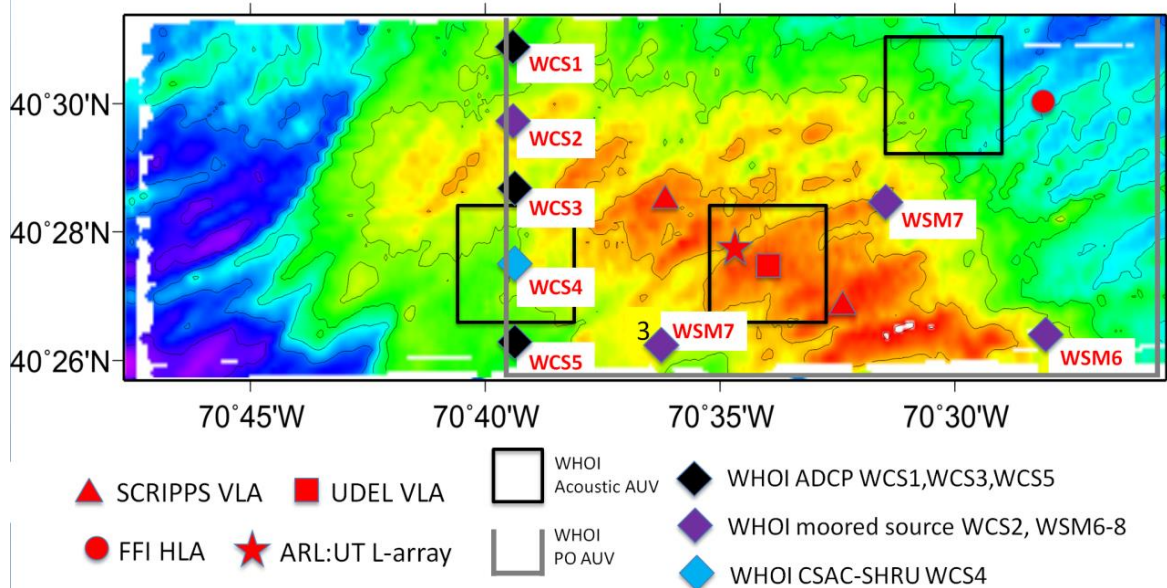 WCS1
40°30'N
WCS2
WCS3
WSM7
40°28'N
WCS4
3 WSM7
40°26'N
WCS5
WSM6
70°45'W 70°40'W 70°35'W 70°30'W
SCRIPPS VLA
UDEL VLA
FFI HLA
ARL:UT L-array
WHOI
Acoustic AUV
WHOI
PO AUV
WHOI ADCP WCS1,WCS3,WCS5
WHOI moored source WCS2, WSM6-8
WHOI CSAC-SHRU WCS4